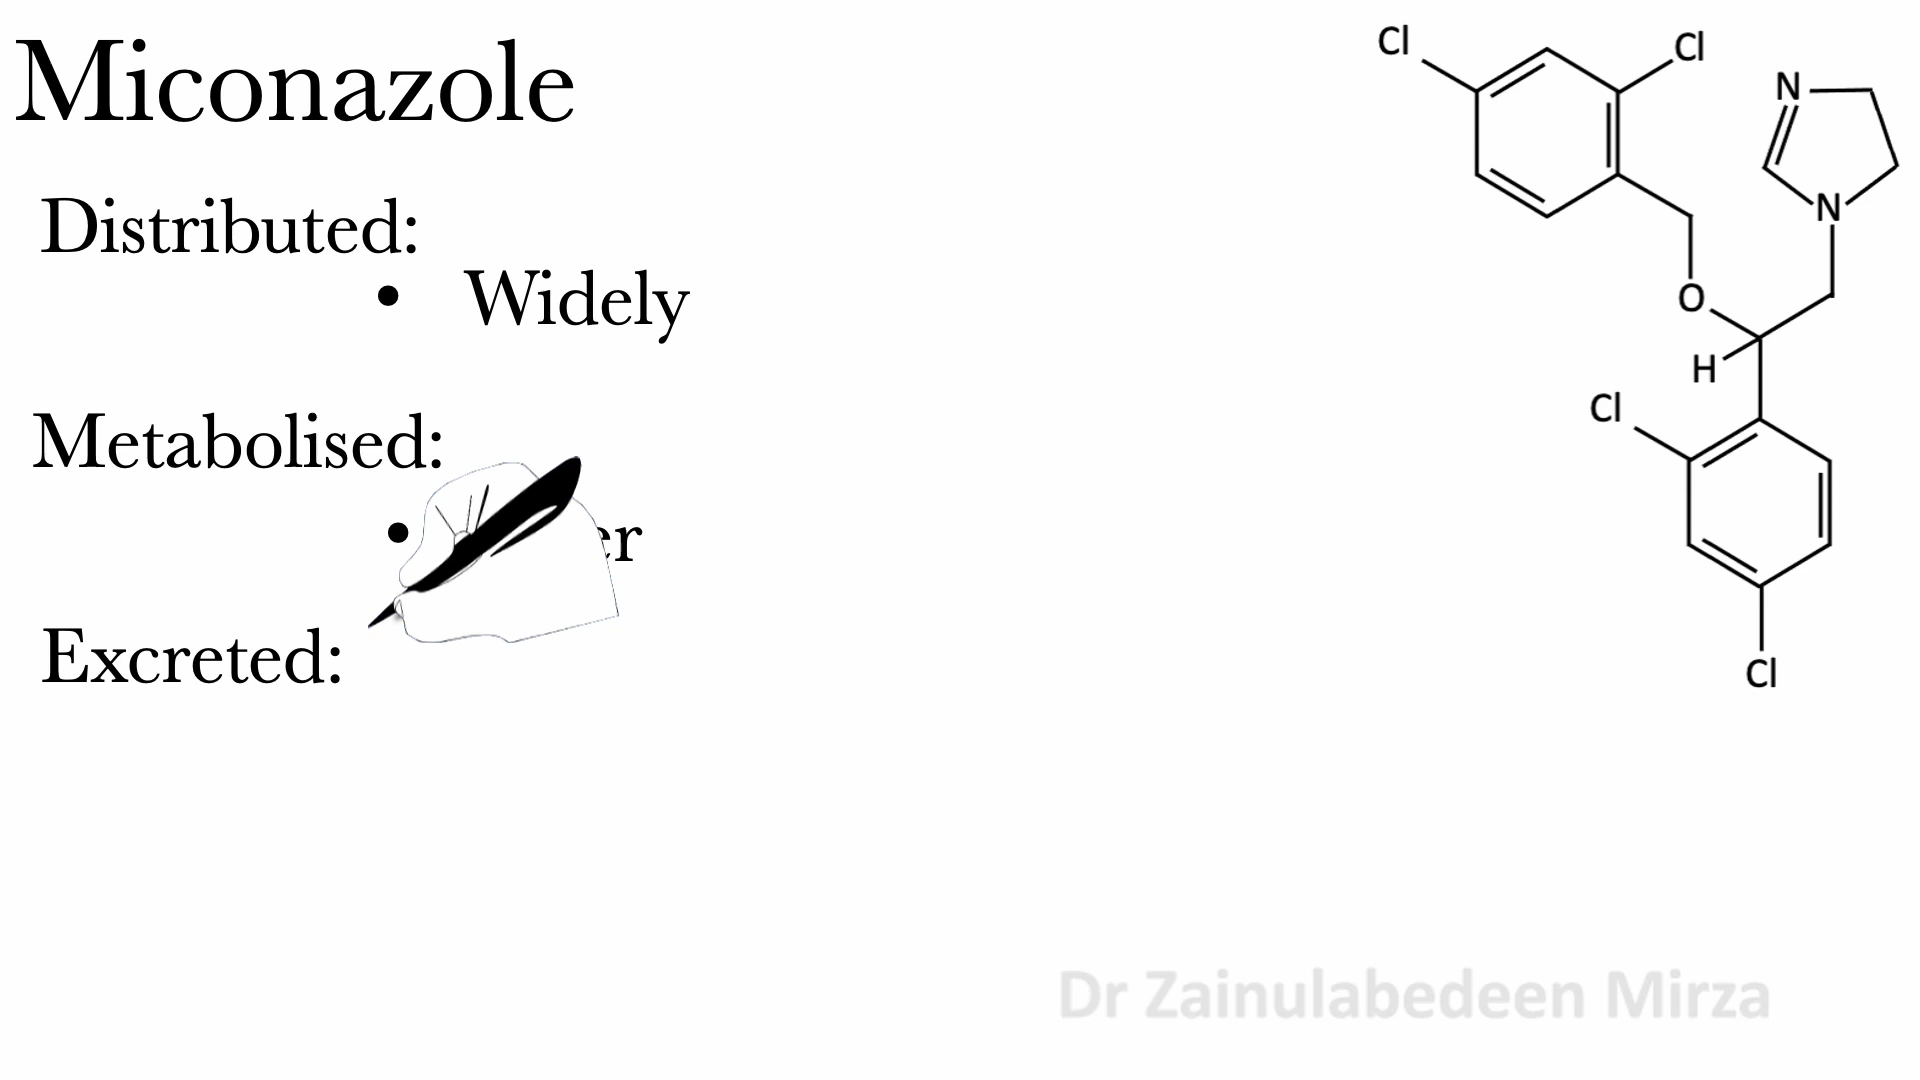 Miconazole
Distributed:
• Widely
Metabolised:
•
Excreted:
Cl
Cl
N
N
O
H
Cl
Cl
Dr Zainulabedeen Mirza